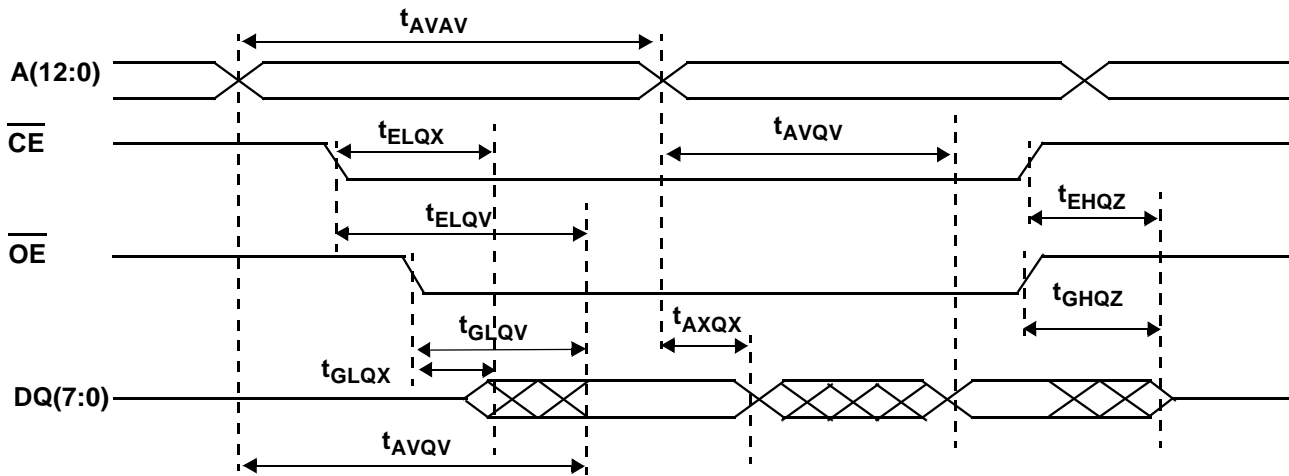 tAVAV
A(12:0)
CE
tELQX
tAVQV
tELQV
tEHQZ
OE
tGLQV
tAXQX
tGHQZ
tGLQX
DQ(7:0)
tAVQV